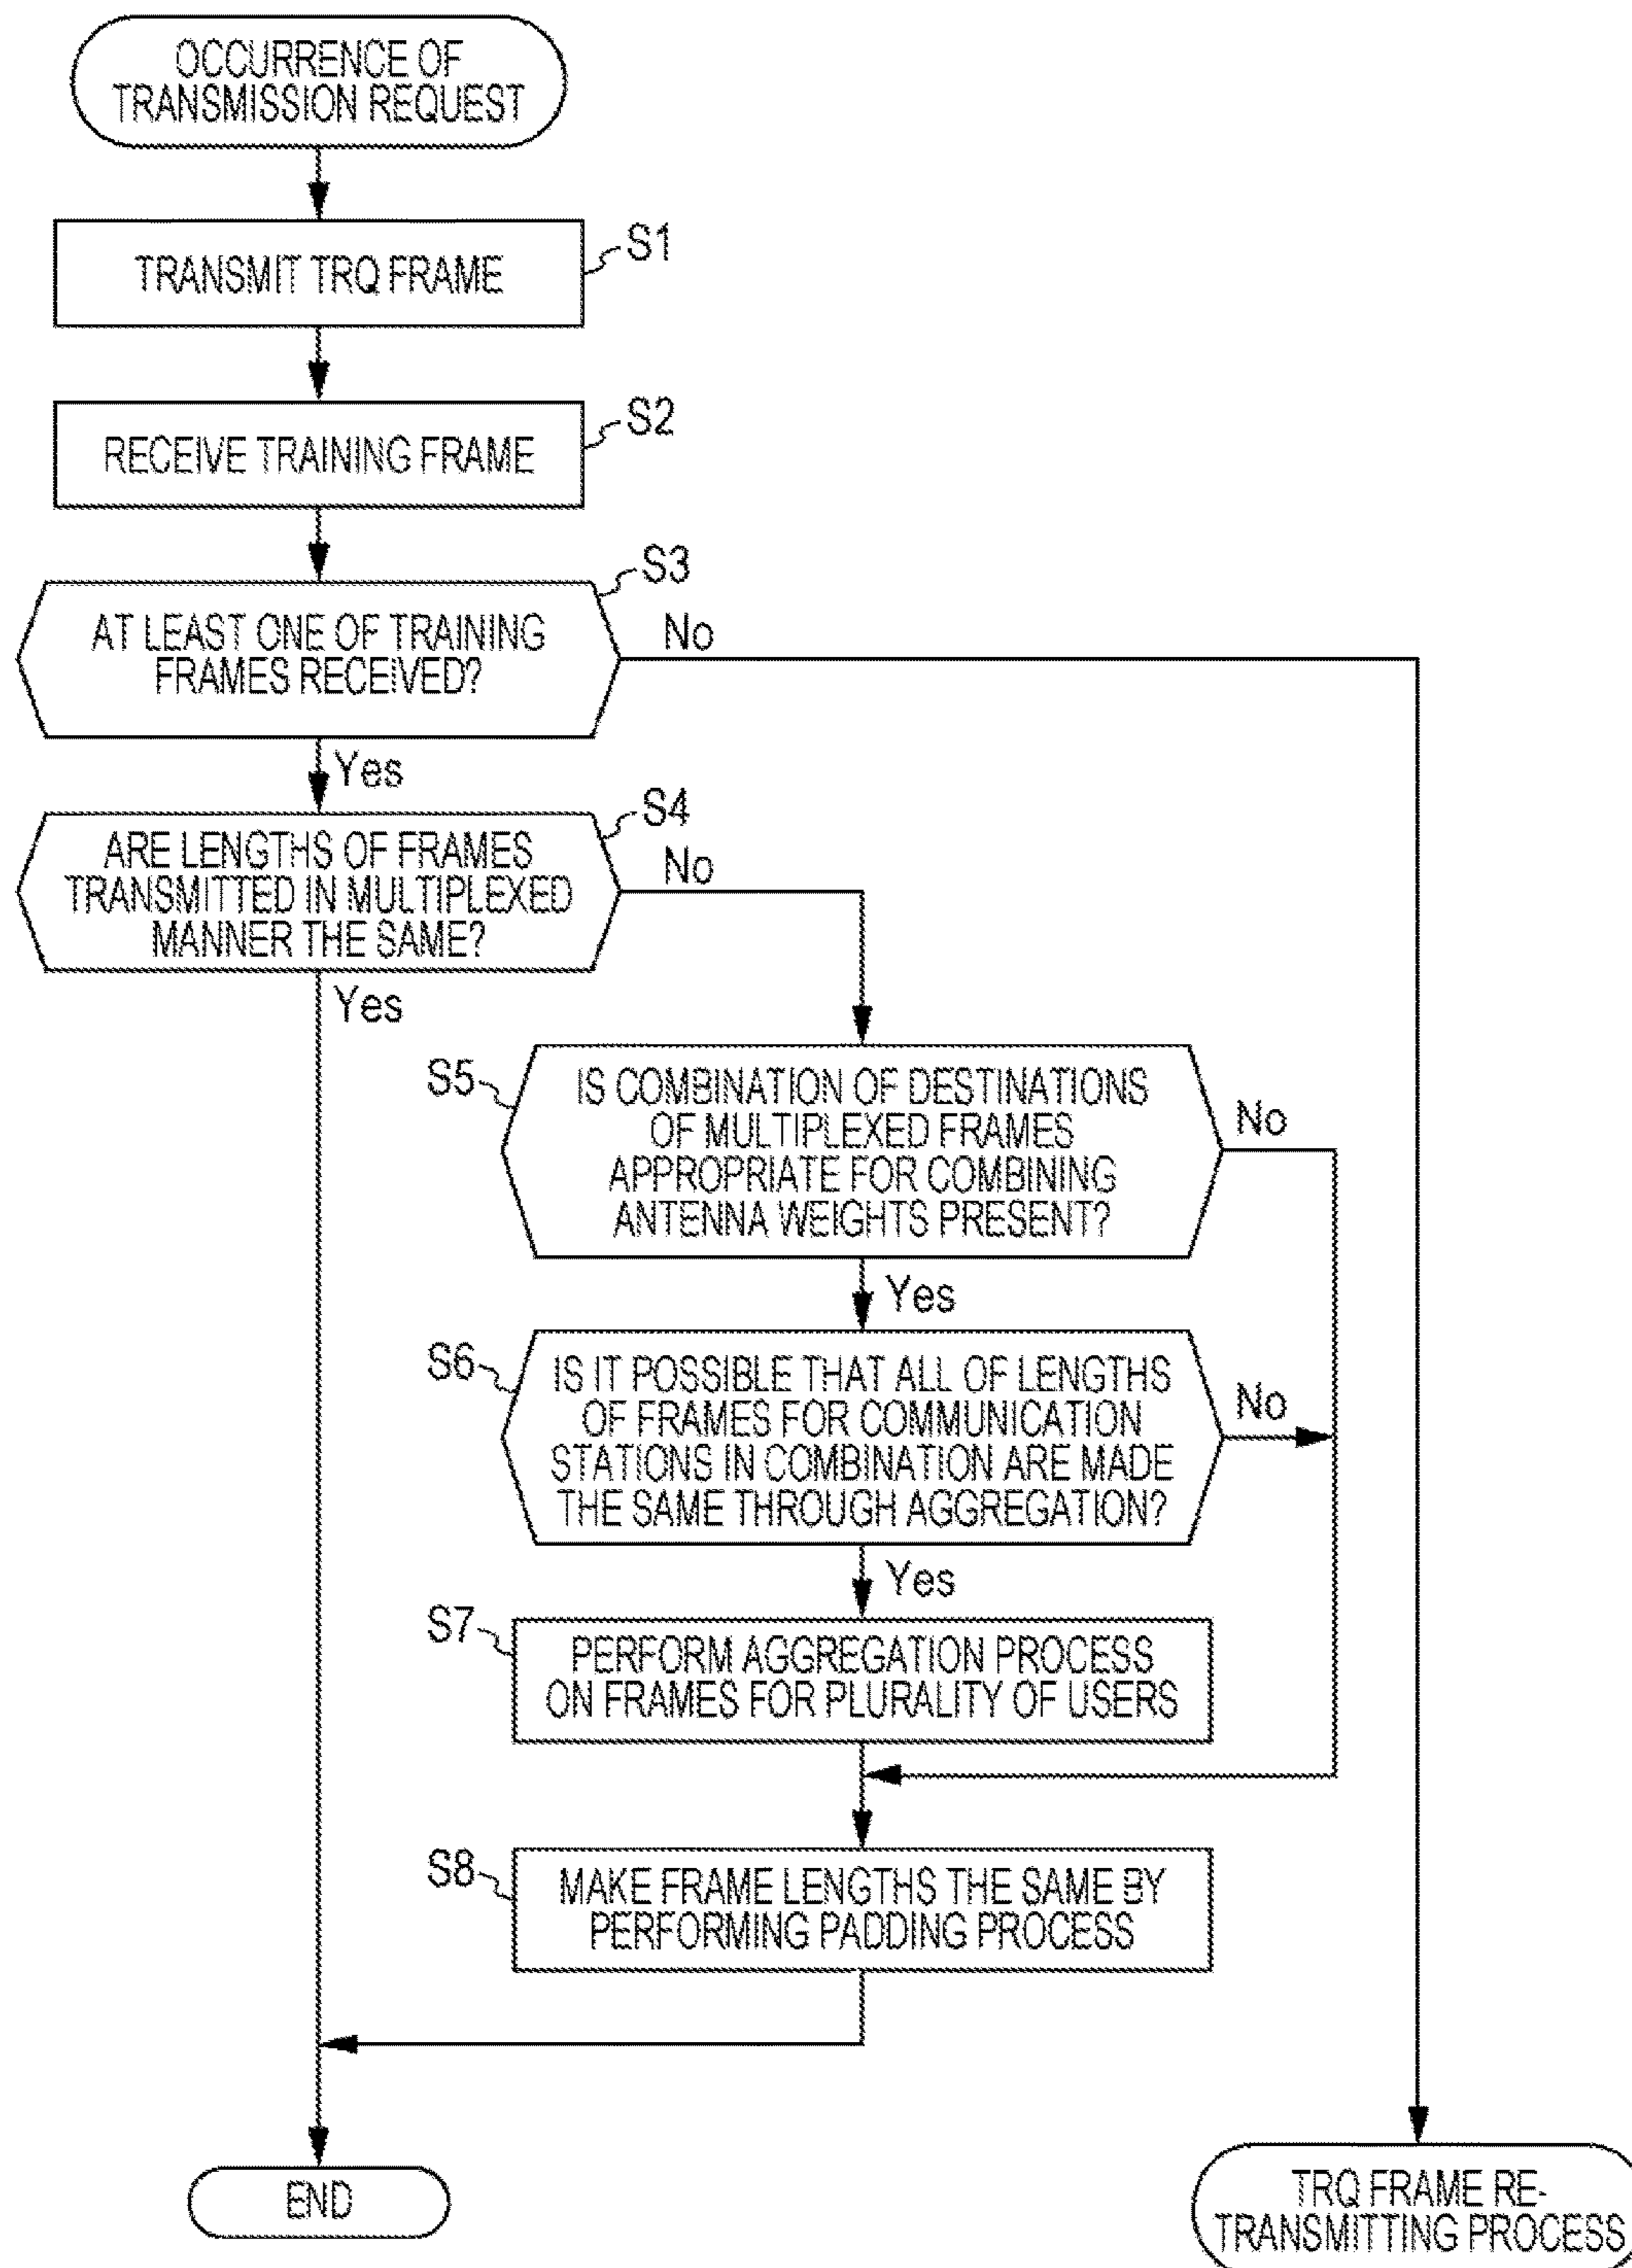 OCCURRENCE OF
TRANSMISSION REQUEST
TRANSMIT TRQ FRAME
S1
RECEIVE TRAINING FRAME
S2
AT LEAST ONE OF TRAINING
FRAMES RECEIVED?
S3
No
Yes
ARE LENGTHS OF FRAMES
TRANSMITTED IN MULTIPLEXED
MANNER THE SAME?
S4
No
Yes
S5
IS COMBINATION OF DESTINATIONS
OF MULTIPLEXED FRAMES
APPROPRIATE FOR COMBINING
ANTENNA WEIGHTS PRESENT?
No
Yes
S6
IS IT POSSIBLE THAT ALL OF LENGTHS
OF FRAMES FOR COMMUNICATION
STATIONS IN COMBINATION ARE MADE
THE SAME THROUGH AGGREGATION?
No
Yes
S7
PERFORM AGGREGATION PROCESS
ON FRAMES FOR PLURALITY OF USERS
S8
MAKE FRAME LENGTHS THE SAME BY
PERFORMING PADDING PROCESS
END
TRQ FRAME RE-
TRANSMITTING PROCESS